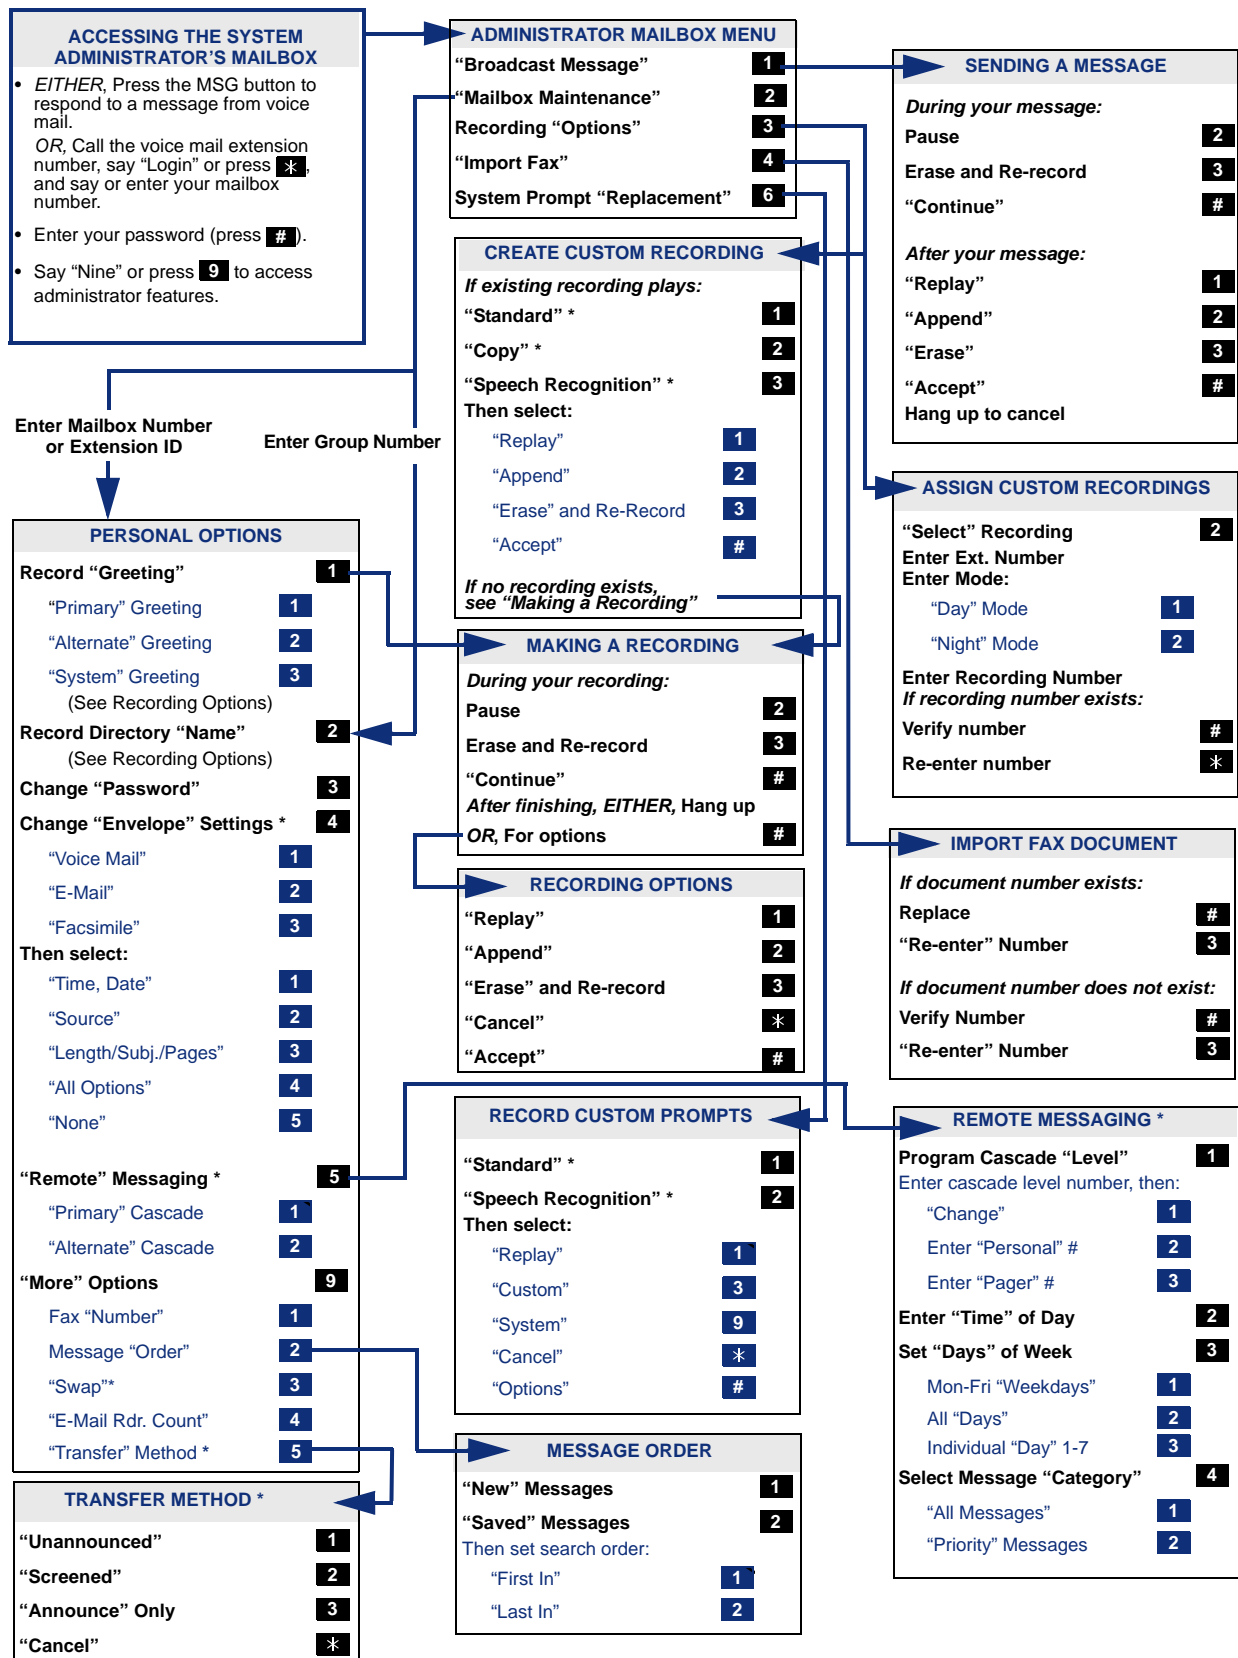 ACCESSING THE SYSTEM
ADMINISTRATOR'S MAILBOX
• EITHER, Press the MSG button to
respond to a message from voice
mail.
OR, Call the voice mail extension
number, say “Login” or press *,
and say or enter your mailbox
number.
• Enter your password (press #).
• Say “Nine” or press 9 to access
administrator features.
ADMINISTRATOR MAILBOX MENU
“Broadcast Message” 1
“Mailbox Maintenance” 2
Recording “Options” 3
“Import Fax” 4
System Prompt “Replacement” 6
SENDING A MESSAGE
During your message:
Pause 2
Erase and Re-record 3
“Continue” #
After your message:
“Replay” 1
“Append” 2
“Erase” 3
“Accept” #
Hang up to cancel
CREATE CUSTOM RECORDING
If existing recording plays:
“Standard” * 1
“Copy” * 2
“Speech Recognition” * 3
Then select:
“Replay” 1
“Append” 2
“Erase” and Re-Record 3
“Accept” #
If no recording exists,
see “Making a Recording”
Enter Mailbox Number
or Extension ID
Enter Group Number
PERSONAL OPTIONS
Record “Greeting” 1
“Primary” Greeting 1
“Alternate” Greeting 2
“System” Greeting 3
(See Recording Options)
Record Directory “Name” 2
(See Recording Options)
Change “Password” 3
Change “Envelope” Settings * 4
“Voice Mail” 1
“E-Mail” 2
“Facsimile” 3
Then select:
“Time, Date” 1
“Source” 2
“Length/Subj./Pages” 3
“All Options” 4
“None” 5
“Remote” Messaging * 5
“Primary” Cascade 1
“Alternate” Cascade 2
“More” Options 9
Fax “Number” 1
Message “Order” 2
“Swap”* 3
“E-Mail Rdr. Count” 4
“Transfer” Method * 5
TRANSFER METHOD *
“Unannounced” 1
“Screened” 2
“Announce” Only 3
“Cancel” *
MAKING A RECORDING
During your recording:
Pause 2
Erase and Re-record 3
“Continue” #
After finishing, EITHER, Hang up
OR, For options #
RECORDING OPTIONS
“Replay” 1
“Append” 2
“Erase” and Re-record 3
“Cancel” *
“Accept” #
RECORD CUSTOM PROMPTS
“Standard” * 1
“Speech Recognition” * 2
Then select:
“Replay” 1
“Custom” 3
“System” 9
“Cancel” *
“Options” #
MESSAGE ORDER
“New” Messages 1
“Saved” Messages 2
Then set search order:
“First In” 1
“Last In” 2
ASSIGN CUSTOM RECORDINGS
“Select” Recording 2
Enter Ext. Number
Enter Mode:
“Day” Mode 1
“Night” Mode 2
Enter Recording Number
If recording number exists:
Verify number #
Re-enter number *
IMPORT FAX DOCUMENT
If document number exists:
Replace #
“Re-enter” Number 3
If document number does not exist:
Verify Number #
“Re-enter” Number 3
REMOTE MESSAGING *
Program Cascade “Level” 1
Enter cascade level number, then:
“Change” 1
Enter “Personal” # 2
Enter “Pager” # 3
Enter “Time” of Day 2
Set “Days” of Week 3
Mon-Fri “Weekdays” 1
All “Days” 2
Individual “Day” 1-7 3
Select Message “Category” 4
“All Messages” 1
“Priority” Messages 2